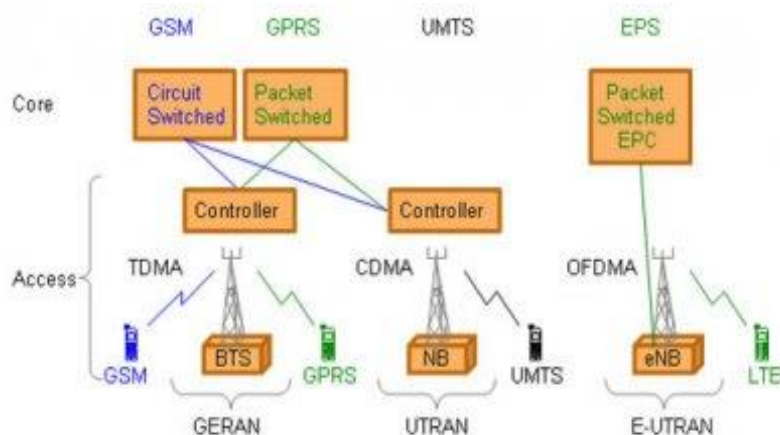 GSM GPRS UMTS EPS
Core
Circuit
Switched
Packet
Switched
Packet
Switched
EPC
Controller
Controller
Access
TDMA
CDMA
OFDMA
BTS
NB
eNB
GSM
GPRS
UMTS
LTE
GERAN
UTRAN
E-UTRAN